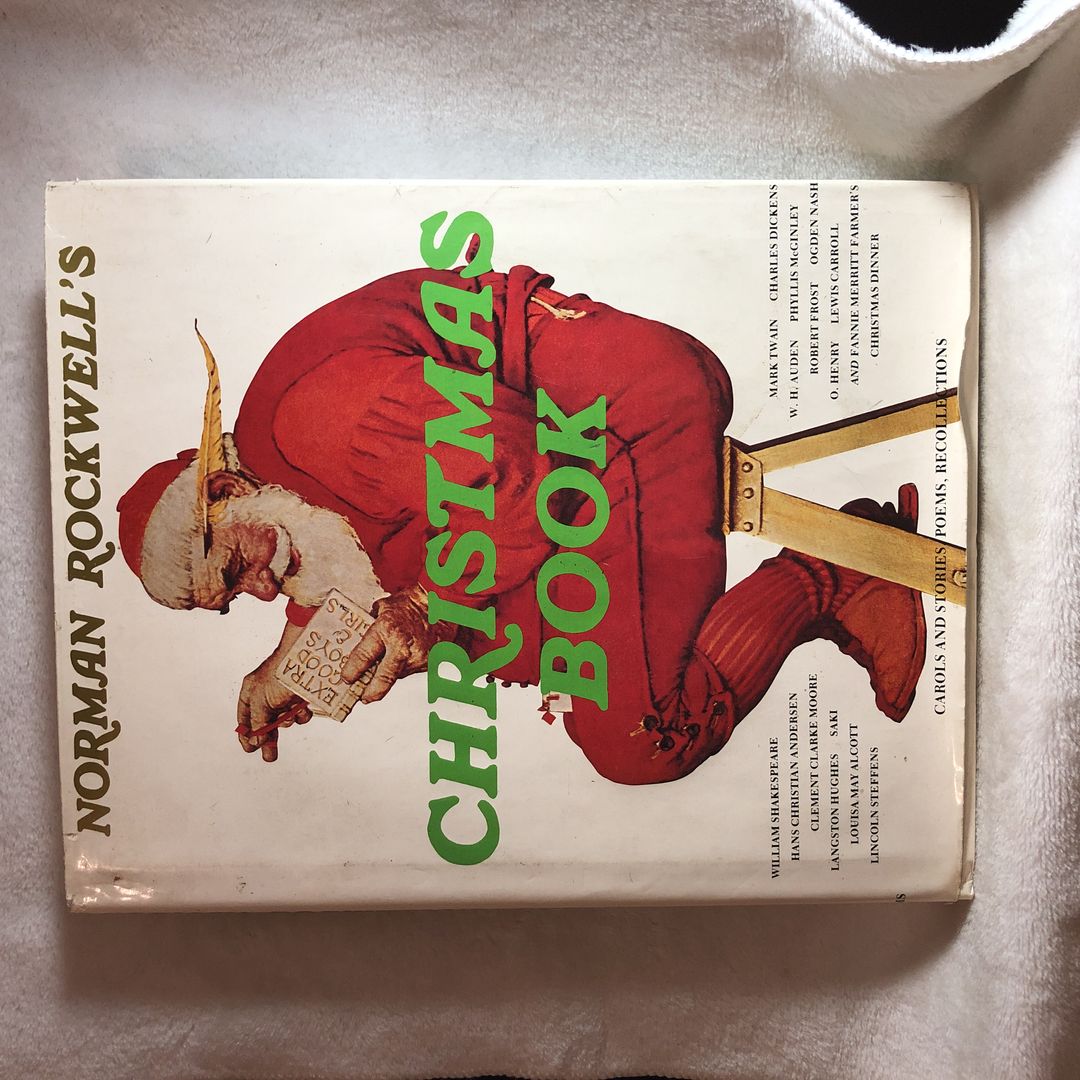 NORMAN ROCKWELL'S
EXTRA
GOOD
BOYS
&
GIRLS
CHRISTMAS
BOOK
WILLIAM SHAKESPEARE
HANS CHRISTIAN ANDERSEN
CLEMENT CLARKE MOORE
LANGSTON HUGHES SAKI
LOUISA MAY ALCOTT
LINCOLN STEFFENS
MARK TWAIN CHARLES DICKENS
W. H. AUDEN PHYLLIS McGINLEY
ROBERT FROST OGDEN NASH
O. HENRY LEWIS CARROLL
AND FANNIE MERRITT FARMER'S
CHRISTMAS DINNER
CAROLS AND STORIES, POEMS, RECOLLECTIONS